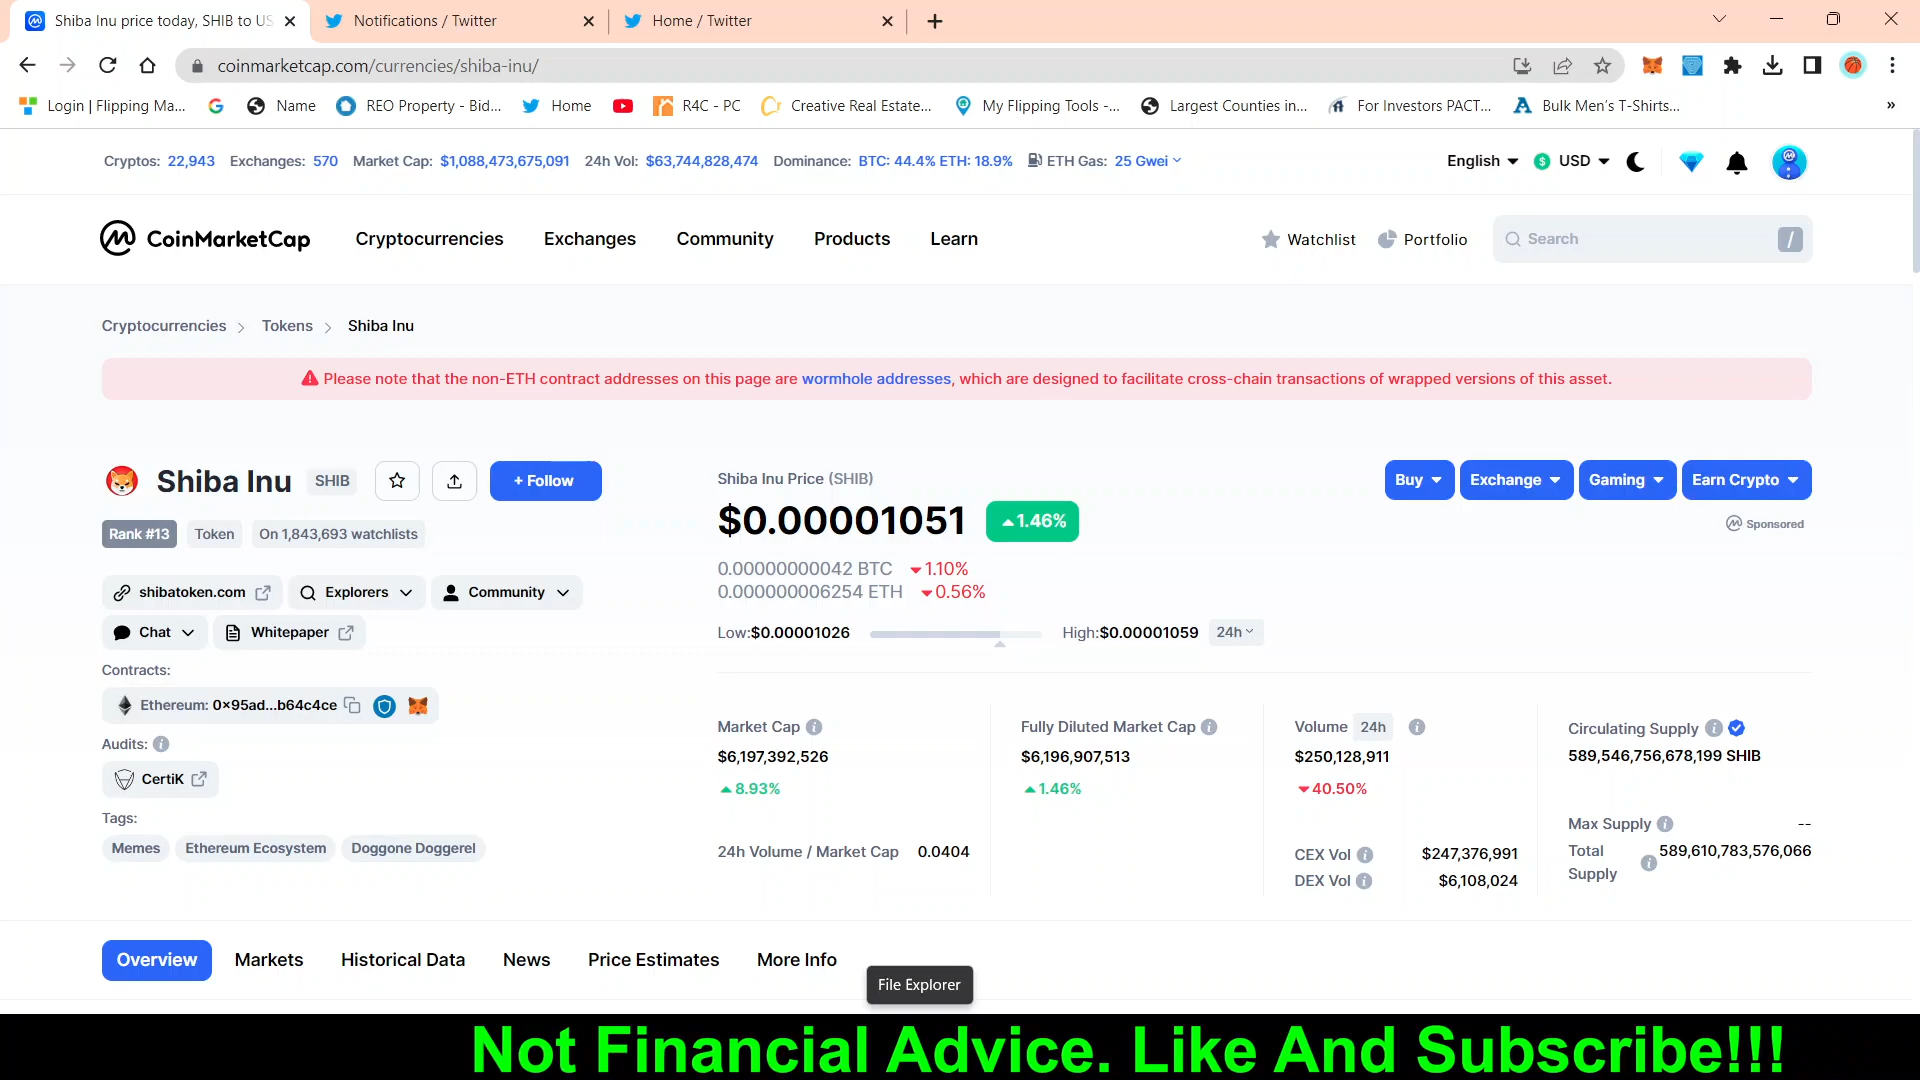 Shiba Inu price today, SHIB to US
Notifications / Twitter
Home / Twitter
coinmarketcap.com/currencies/shiba-inu/
Login | Flipping Ma...
Name
REO Property - Bid...
Home
R4C - PC
Creative Real Estate...
My Flipping Tools -...
Largest Counties in...
For Investors PACT...
Bulk Men's T-Shirts...
»
Cryptos: 22,943 Exchanges: 570 Market Cap: $1,088,473,675,091 24h Vol: $63,744,828,474 Dominance: BTC: 44.4% ETH: 18.9% ETH Gas: 25 Gwei
English
USD
CoinMarketCap
Cryptocurrencies
Exchanges
Community
Products
Learn
Watchlist
Portfolio
Search
/
Cryptocurrencies > Tokens > Shiba Inu
Please note that the non-ETH contract addresses on this page are wormhole addresses, which are designed to facilitate cross-chain transactions of wrapped versions of this asset.
Shiba Inu SHIB
+ Follow
Rank #13
Token
On 1,843,693 watchlists
shibatoken.com
Explorers
Community
Chat
Whitepaper
Contracts:
Ethereum: 0x95ad...b64c4ce
Audits:
CertiK
Tags:
Memes
Ethereum Ecosystem
Doggone Doggerel
Shiba Inu Price (SHIB)
$0.00001051 1.46%
0.00000000042 BTC 1.10%
0.000000006254 ETH 0.56%
Low:$0.00001026
High:$0.00001059
24h
Buy
Exchange
Gaming
Earn Crypto
Sponsored
Market Cap
$6,197,392,526
8.93%
24h Volume / Market Cap 0.0404
Fully Diluted Market Cap
$6,196,907,513
1.46%
Volume 24h
$250,128,911
40.50%
CEX Vol $247,376,991
DEX Vol $6,108,024
Circulating Supply
589,546,756,678,199 SHIB
Max Supply --
Total Supply 589,610,783,576,066
Overview
Markets
Historical Data
News
Price Estimates
More Info
File Explorer
Not Financial Advice. Like And Subscribe!!!